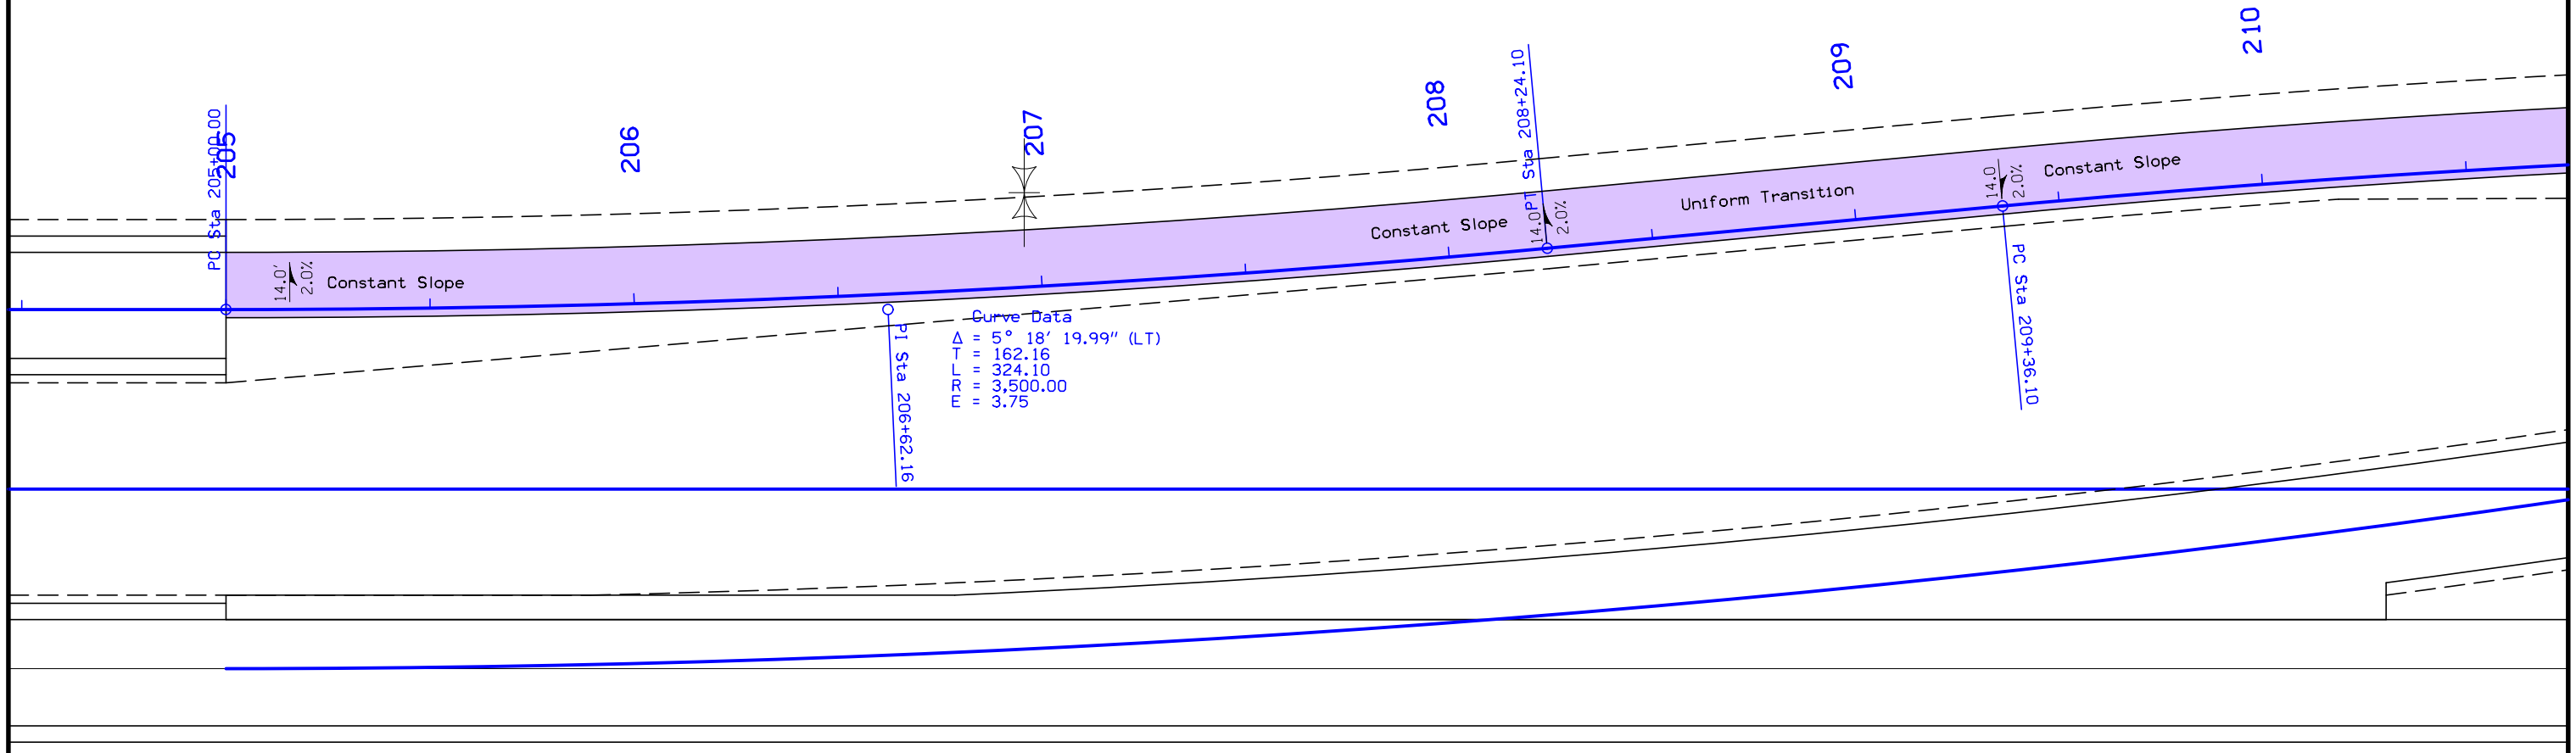 PC Sta 205+00.00
205
206
207
208
PT Sta 208+24.10
209
210
14.0'
2.0%
Constant Slope
Constant Slope
14.0
2.0%
Uniform Transition
14.0
2.0%
Constant Slope
PI Sta 206+62.16
Curve Data
Δ = 5° 18' 19.99" (LT)
T = 162.16
L = 324.10
R = 3,500.00
E = 3.75
PC Sta 209+36.10